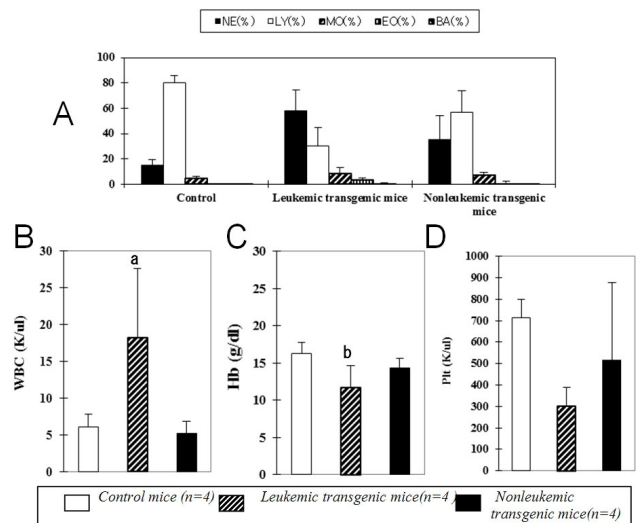 NE(%) LY(%) MO(%) EO(%) BA(%)
A
100
80
60
40
20
0
Control Leukemic transgemic mice Nonleukemic transgenic
mice
B
WBC (K/ul)
30
25
20
15
10
5
0
a
C
Hb (g/dl)
30
25
20
15
10
5
0
b
D
Plt (K/ul)
1000
900
800
700
600
500
400
300
200
100
0
Control mice (n=4) Leukemic transgenic mice(n=4) Nonleukemic
transgenic mice(n=4)